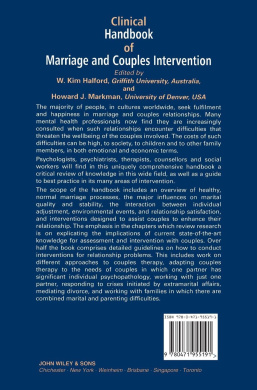 Clinical
Handbook
of
Marriage and Couples Intervention
Edited by
W. Kim Halford, Griffith University, Australia,
and
Howard J. Markman, University of Denver, USA
The majority of people, in cultures worldwide, seek fulfilment
and happiness in marriage and couples relationships. Many
mental health professionals now find they are increasingly
consulted when such relationships encounter difficulties that
threaten the wellbeing of the couples involved. The costs of such
difficulties can be high, to society, to children and to other family
members, in both emotional and economic terms.
Psychologists, psychiatrists, therapists, counsellors and social
workers will find in this uniquely comprehensive handbook a
critical review of knowledge in this wide field, as well as a guide
to best practice in its many areas of intervention.
The scope of the handbook includes an overview of healthy,
normal marriage processes, the major influences on marital
quality and stability, the interaction between individual
adjustment, environmental events, and relationship satisfaction,
and interventions designed to assist couples to enhance their
relationship. The emphasis in the chapters which review research
is on explicating the implications of current state-of-the-art
knowledge for assessment and intervention with couples. Over
half the book comprises detailed guidelines on how to conduct
interventions for relationship problems. This includes work on
different approaches to couples therapy, adapting couples
therapy to the needs of couples in which one partner has
significant individual psychopathology, working with just one
partner, responding to crises initiated by extramarital affairs,
mediating divorce, and working with families in which there are
combined marital and parenting difficulties.
9 780471 955191
JOHN WILEY & SONS
Chichester · New York · Weinheim · Brisbane · Singapore · Toronto